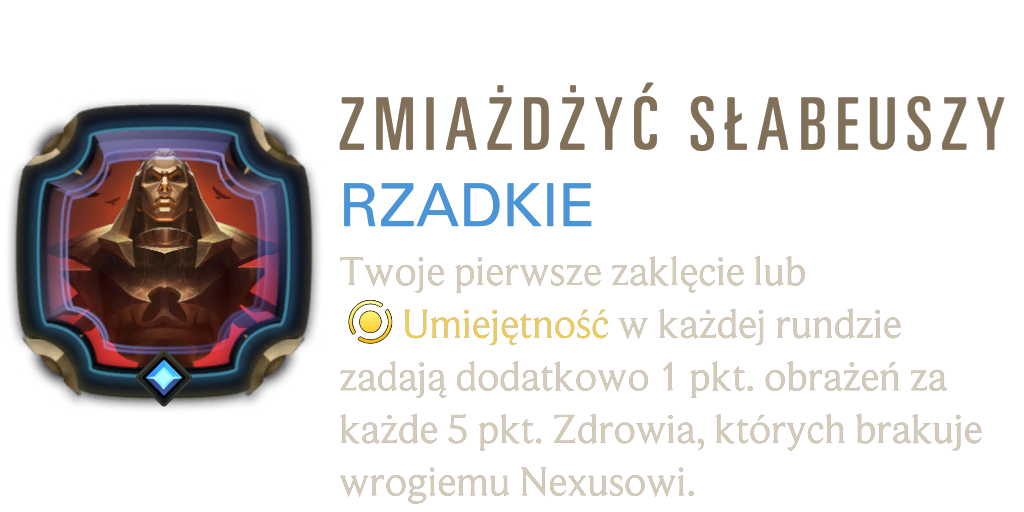 ZMIAŻDŻYĆ SŁABEUSZY
RZADKIE
Twoje pierwsze zaklęcie lub
Umiejętność w każdej rundzie
zadają dodatkowo 1 pkt. obrażeń za
każde 5 pkt. Zdrowia, których brakuje
wrogiemu Nexusowi.